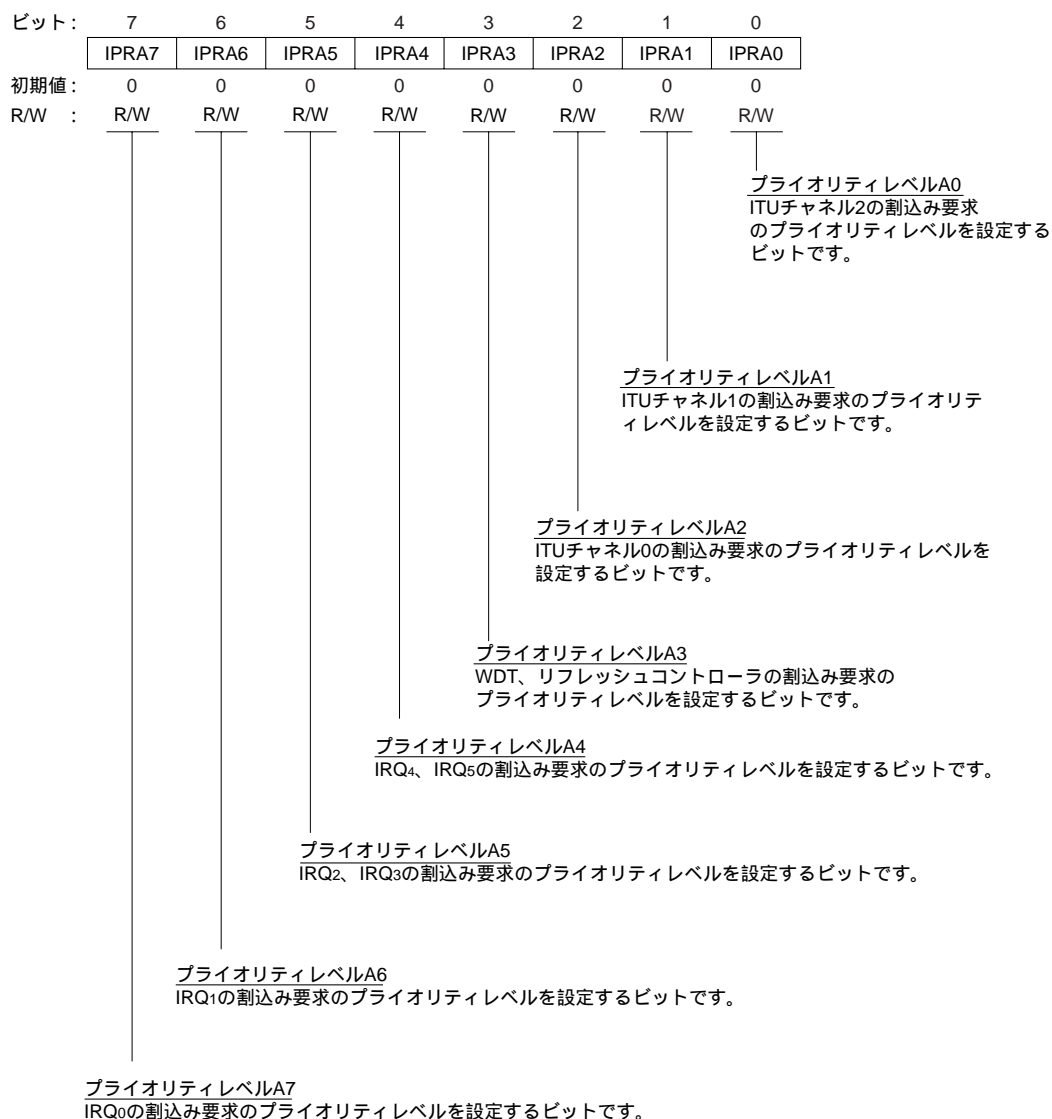 ビット : 7 6 5 4 3 2 1 0
IPRA7 IPRA6 IPRA5 IPRA4 IPRA3 IPRA2 IPRA1 IPRA0
初期値 : 0 0 0 0 0 0 0 0
R/W : R/W R/W R/W R/W R/W R/W R/W R/W
プライオリティレベルA0
ITUチャネル2の割込み要求
のプライオリティレベルを設定する
ビットです。
プライオリティレベルA1
ITUチャネル1の割込み要求のプライオリテ
ィレベルを設定するビットです。
プライオリティレベルA2
ITUチャネル0の割込み要求のプライオリティレベルを
設定するビットです。
プライオリティレベルA3
WDT、リフレッシュコントローラの割込み要求の
プライオリティレベルを設定するビットです。
プライオリティレベルA4
IRQ4、IRQ5の割込み要求のプライオリティレベルを設定するビットです。
プライオリティレベルA5
IRQ2、IRQ3の割込み要求のプライオリティレベルを設定するビットです。
プライオリティレベルA6
IRQ1の割込み要求のプライオリティレベルを設定するビットです。
プライオリティレベルA7
IRQ0の割込み要求のプライオリティレベルを設定するビットです。